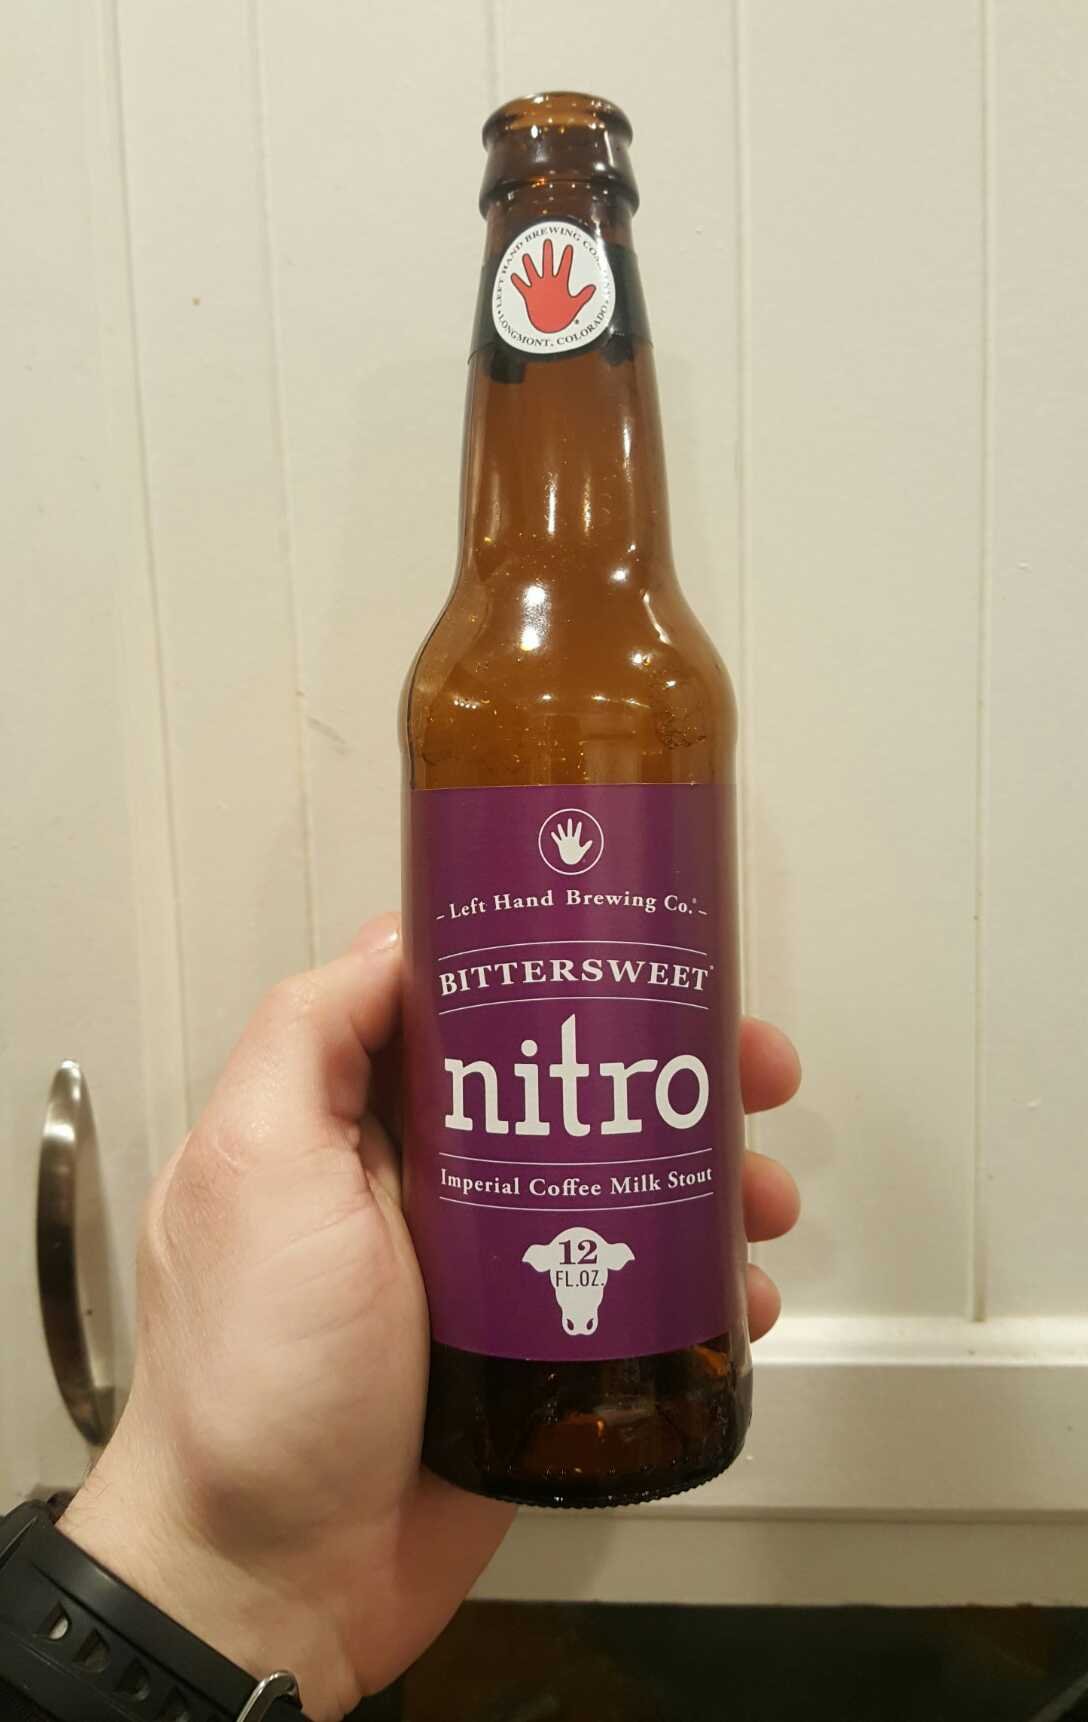 LEFT HAND BREWING CO
LONGMONT, COLORADO
– Left Hand Brewing Co.® –
BITTERSWEET
nitro
Imperial Coffee Milk Stout
12
FL.OZ.